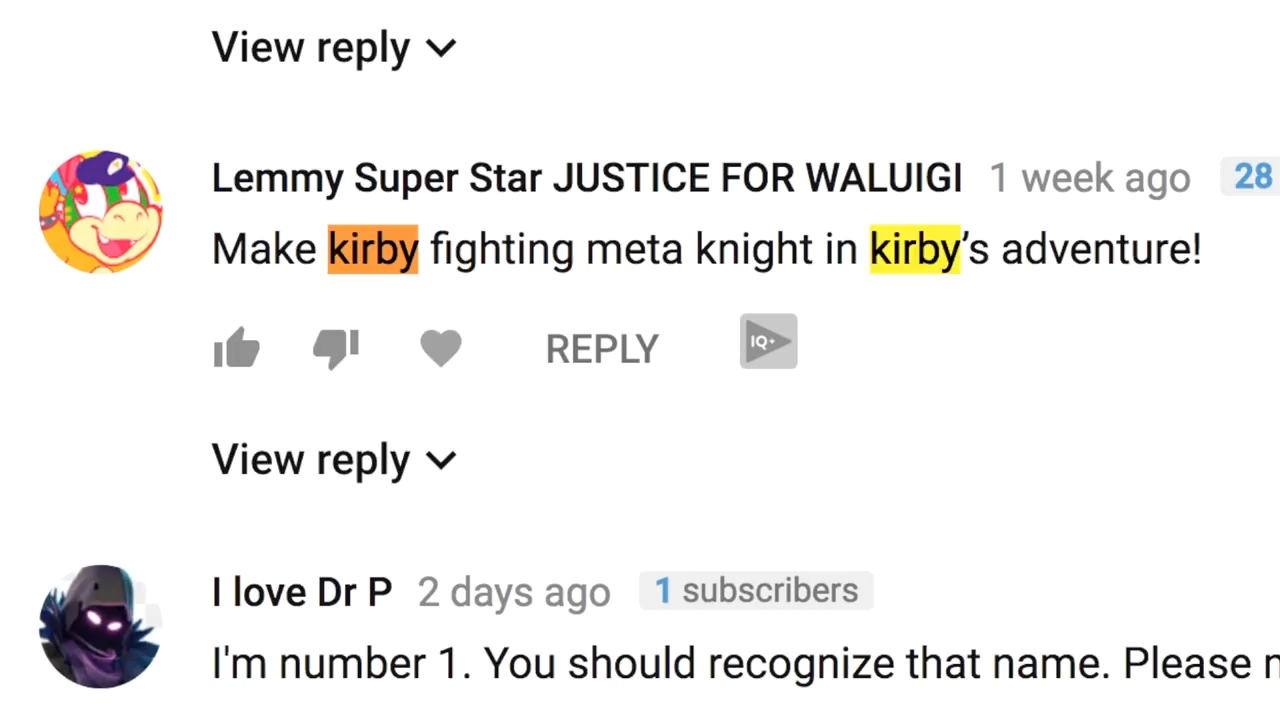 View reply
Lemmy Super Star JUSTICE FOR WALUIGI 1 week ago 28
Make kirby fighting meta knight in kirby’s adventure!
REPLY IQ+
View reply
I love Dr P 2 days ago 1 subscribers
I'm number 1. You should recognize that name. Please